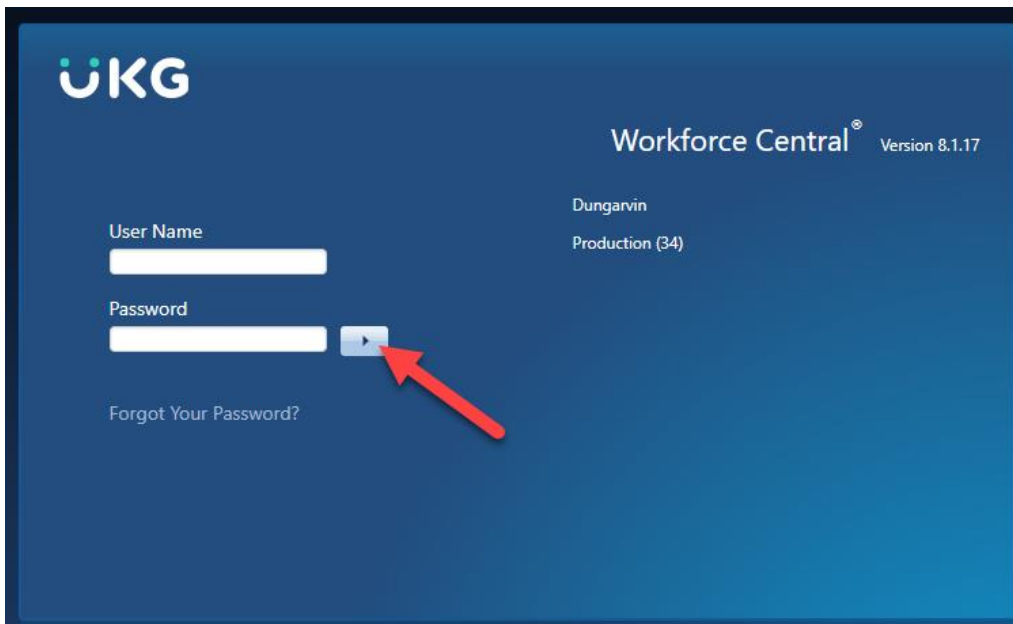 UKG
Workforce Central® Version 8.1.17
Dungarvin
Production (34)
User Name
Password
Forgot Your Password?